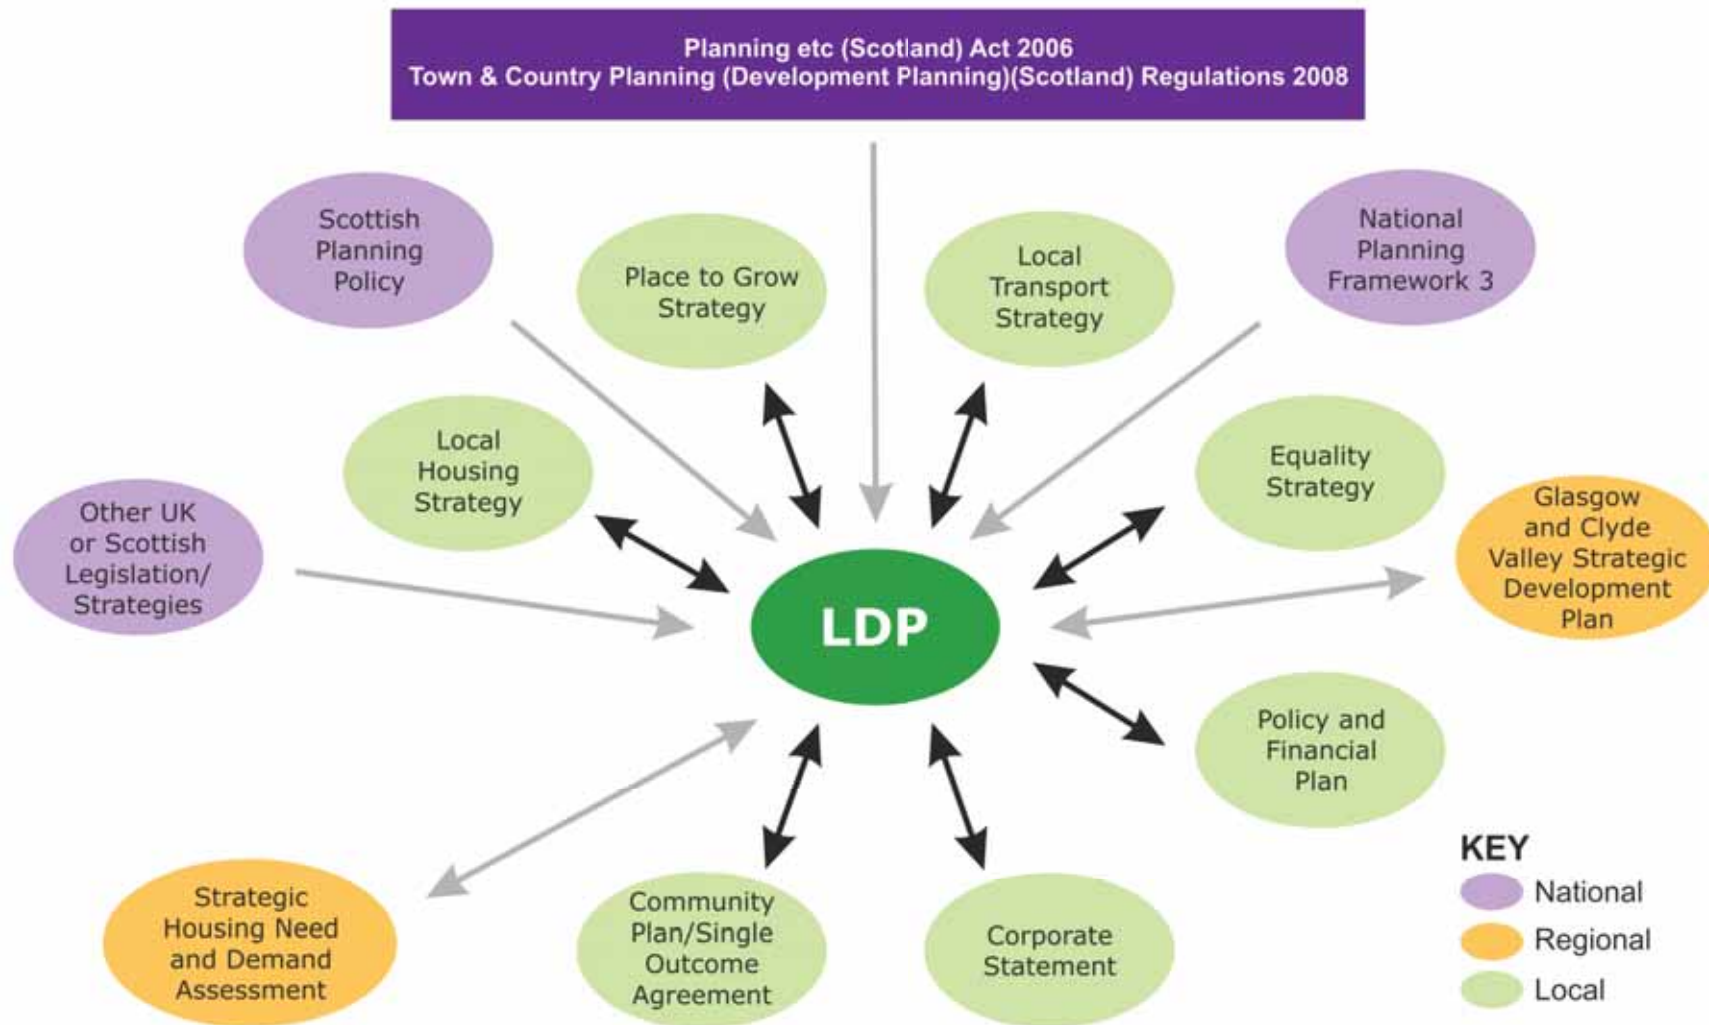 Planning etc (Scotland) Act 2006
Town & Country Planning (Development Planning)(Scotland) Regulations 2008
Scottish
Planning
Policy
Place to Grow
Strategy
Local
Transport
Strategy
National
Planning
Framework 3
Local
Housing
Strategy
Equality
Strategy
Other UK
or Scottish
Legislation/
Strategies
Glasgow
and Clyde
Valley Strategic
Development
Plan
LDP
Policy and
Financial
Plan
Strategic
Housing Need
and Demand
Assessment
Community
Plan/Single
Outcome
Agreement
Corporate
Statement
KEY
National
Regional
Local